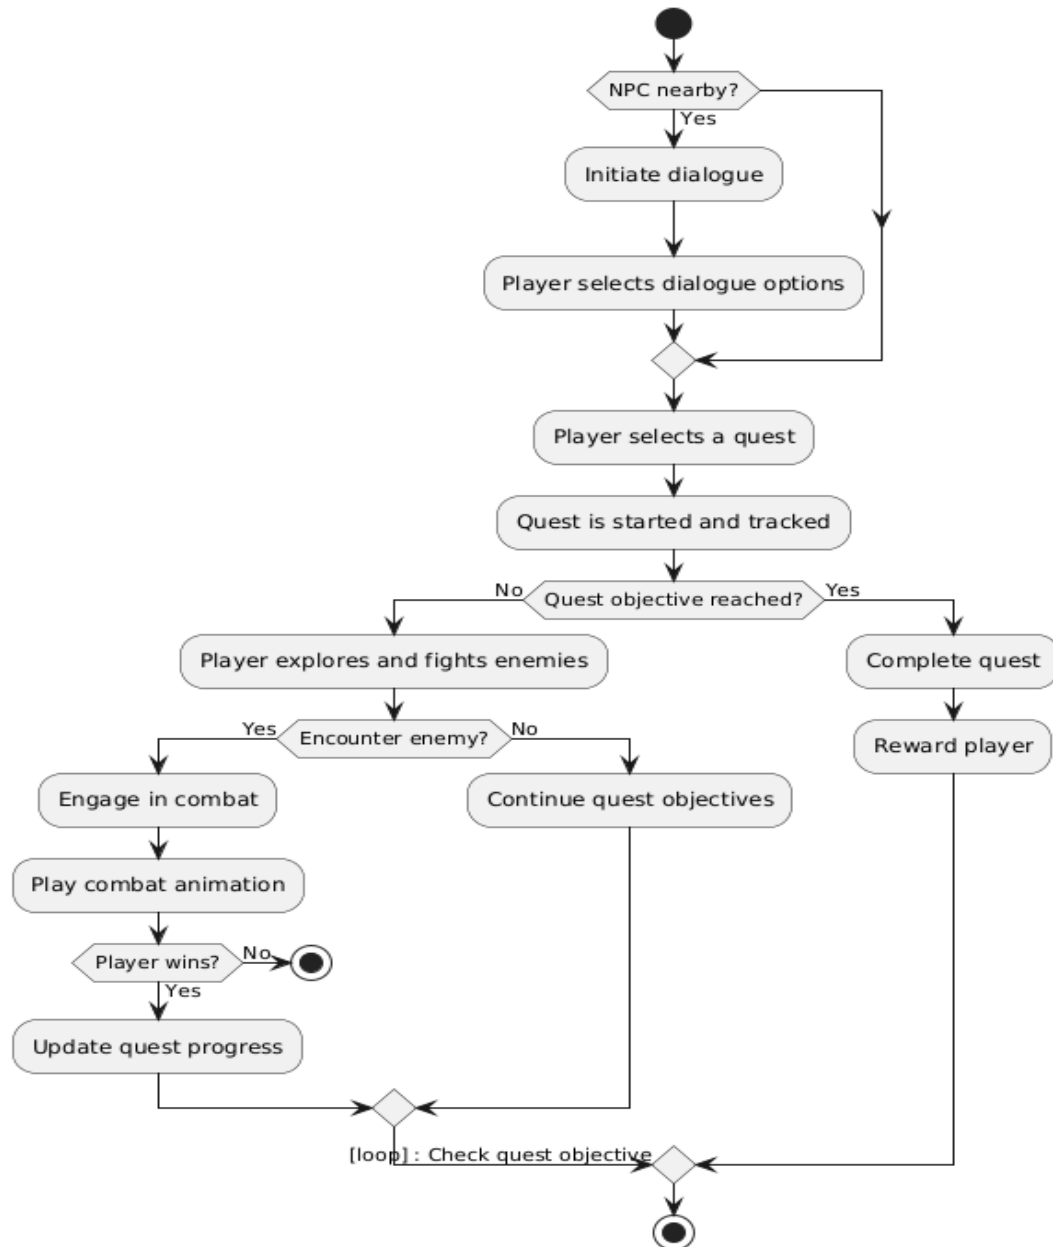 NPC nearby?
Yes
Initiate dialogue
Player selects dialogue options
Player selects a quest
Quest is started and tracked
No
Quest objective reached?
Yes
Player explores and fights enemies
Complete quest
Yes
Encounter enemy?
No
Reward player
Engage in combat
Continue quest objectives
Play combat animation
Player wins?
No
Yes
Update quest progress
[loop] : Check quest objective